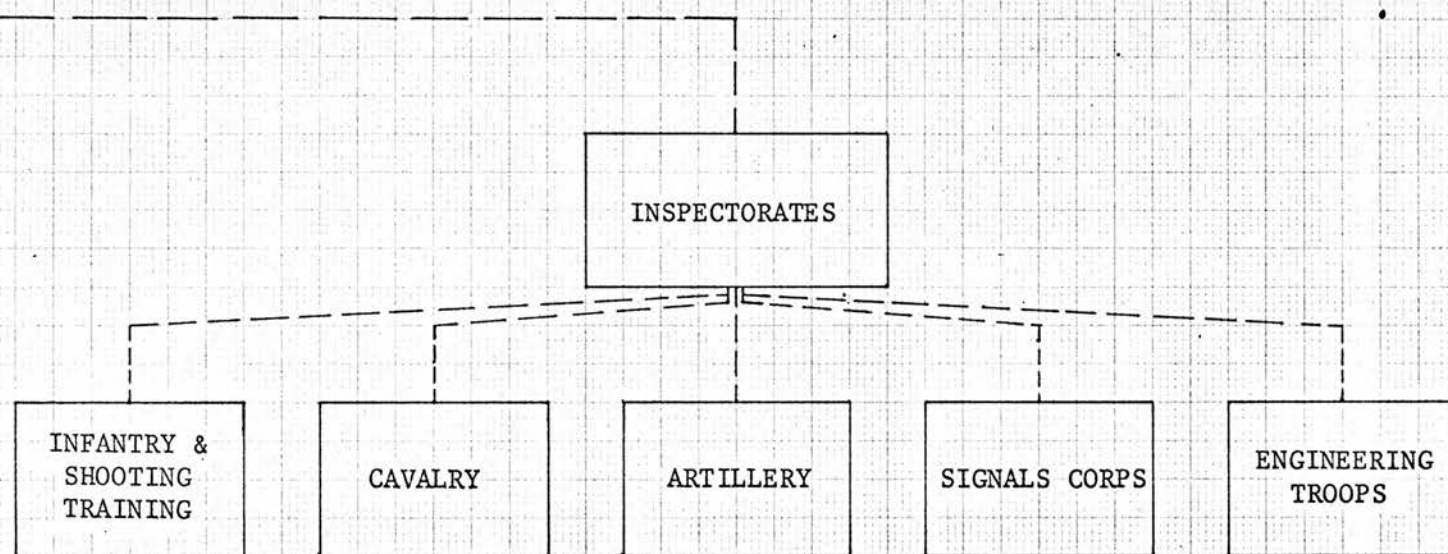 INSPECTORATES
INFANTRY &
SHOOTING
TRAINING
CAVALRY
ARTILLERY
SIGNALS CORPS
ENGINEERING
TROOPS